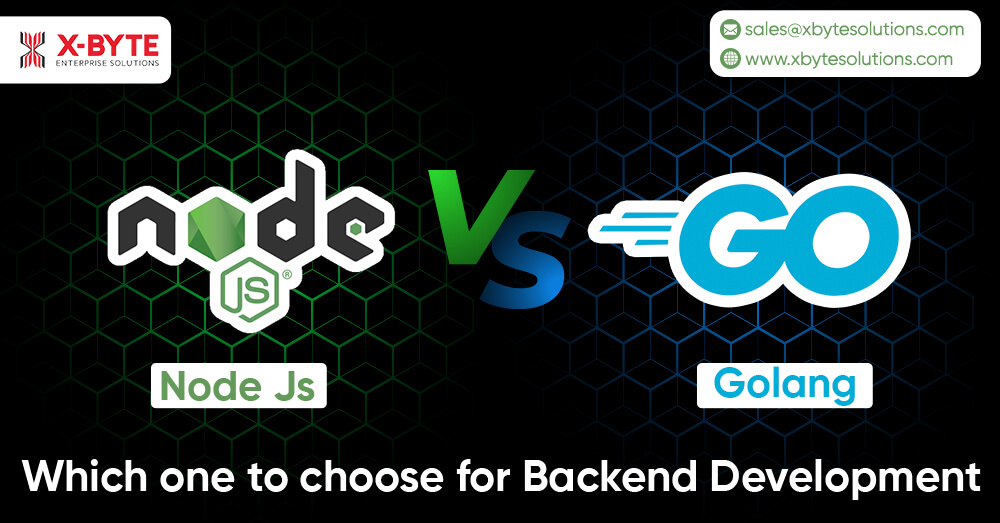 X-BYTE
ENTERPRISE SOLUTIONS
sales@xbytesolutions.com
www.xbytesolutions.com
node
JS®
VS
GO
Node Js
Golang
Which one to choose for Backend Development